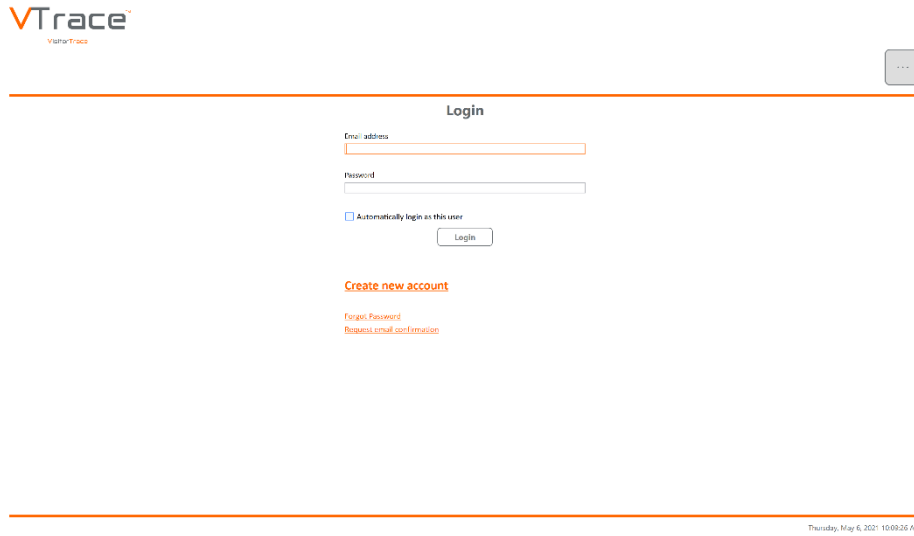 VTrace™
VisitorTrace
...
Login
Email address
Password
Automatically login as this user
Login
Create new account
Forgot Password
Request email confirmation
Thursday, May 6, 2021 10:08:26 A